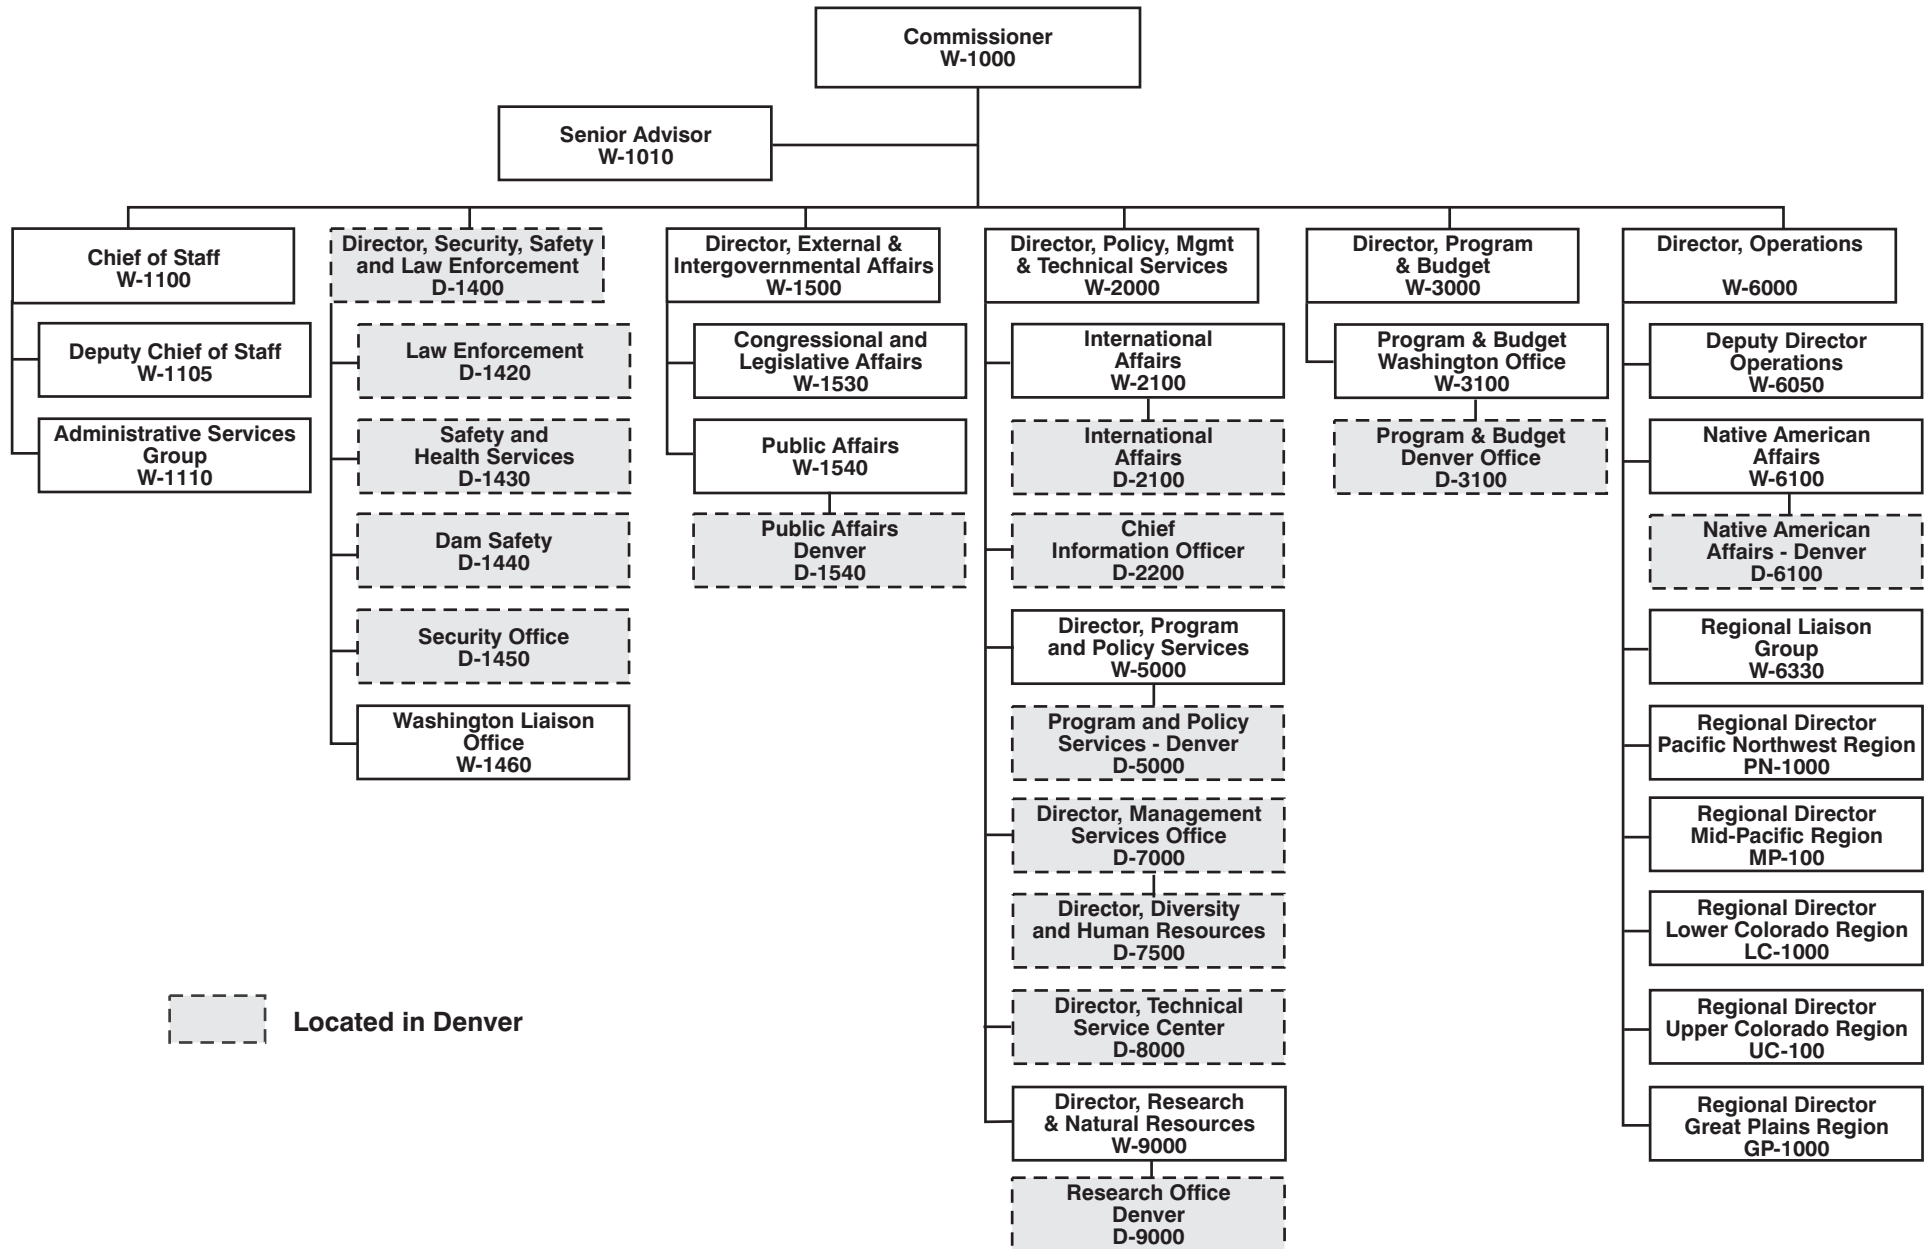 Commissioner
W-1000
Senior Advisor
W-1010
Chief of Staff
W-1100
Deputy Chief of Staff
W-1105
Administrative Services
Group
W-1110
Director, Security, Safety
and Law Enforcement
D-1400
Law Enforcement
D-1420
Safety and
Health Services
D-1430
Dam Safety
D-1440
Security Office
D-1450
Washington Liaison
Office
W-1460
Director, External &
Intergovernmental Affairs
W-1500
Congressional and
Legislative Affairs
W-1530
Public Affairs
W-1540
Public Affairs
Denver
D-1540
Director, Policy, Mgmt
& Technical Services
W-2000
International
Affairs
W-2100
International
Affairs
D-2100
Chief
Information Officer
D-2200
Director, Program
and Policy Services
W-5000
Program and Policy
Services - Denver
D-5000
Director, Management
Services Office
D-7000
Director, Diversity
and Human Resources
D-7500
Director, Technical
Service Center
D-8000
Director, Research
& Natural Resources
W-9000
Research Office
Denver
D-9000
Director, Program
& Budget
W-3000
Program & Budget
Washington Office
W-3100
Program & Budget
Denver Office
D-3100
Director, Operations
W-6000
Deputy Director
Operations
W-6050
Native American
Affairs
W-6100
Native American
Affairs - Denver
D-6100
Regional Liaison
Group
W-6330
Regional Director
Pacific Northwest Region
PN-1000
Regional Director
Mid-Pacific Region
MP-100
Regional Director
Lower Colorado Region
LC-1000
Regional Director
Upper Colorado Region
UC-100
Regional Director
Great Plains Region
GP-1000
Located in Denver